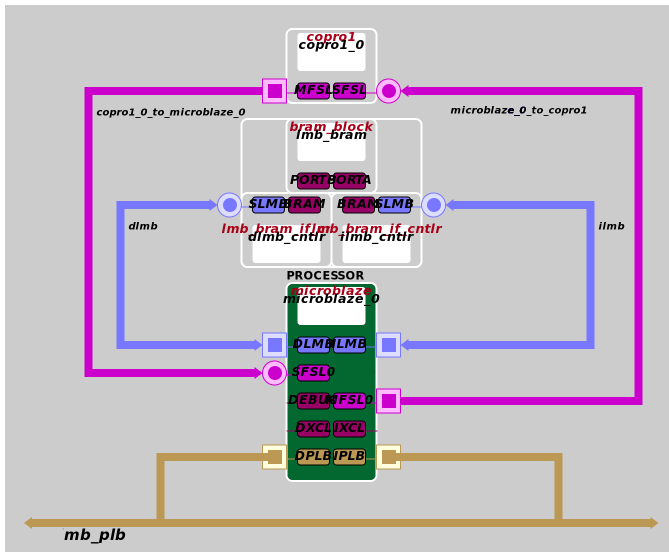 copro1
copro1_0
MFSL SFSL
copro1_0_to_microblaze_0
microblaze_0_to_copro1
bram_block
lmb_bram
PORTB PORTA
SLMB BRAM
BRAM SLMB
lmb_bram_if_cntlr
lmb_bram_if_cntlr
dlmb_cntlr
ilmb_cntlr
dlmb
ilmb
PROCESSOR
microblaze
microblaze_0
DLMB ILMB
SFSL0
DEBUG MFSL0
DXCL IXCL
DPLB IPLB
mb_plb